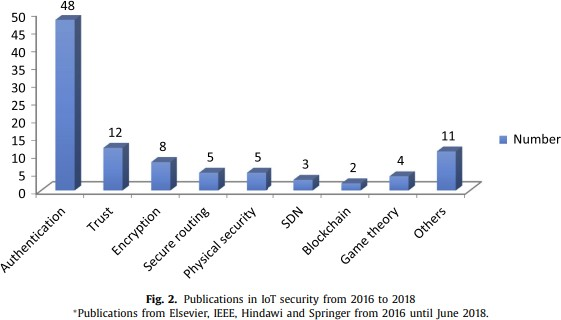 50
45
40
35
30
25
20
15
10
5
0
48
12
8
5
5
3
2
4
11
Number
Authentication
Trust
Encryption
Secure routing
Physical security
SDN
Blockchain
Game theory
Others
Fig. 2. Publications in IoT security from 2016 to 2018
*Publications from Elsevier, IEEE, Hindawi and Springer from 2016 until June 2018.